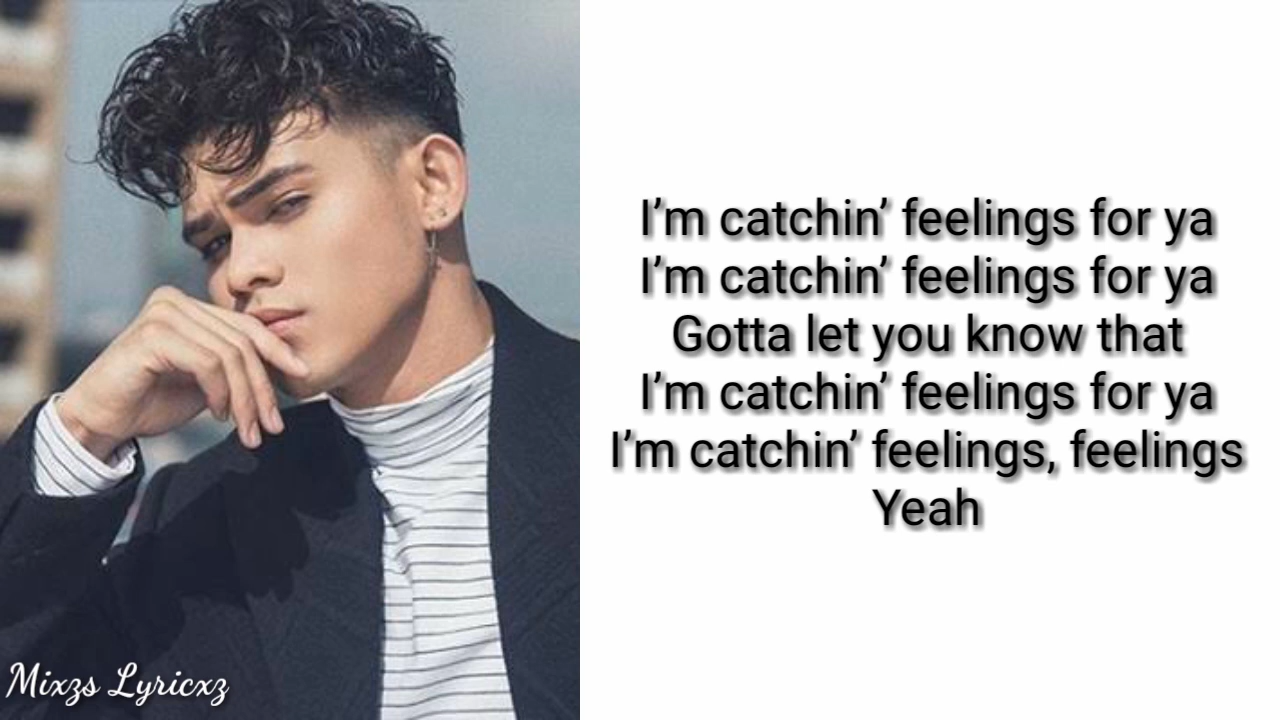 I’m catchin’ feelings for ya
I’m catchin’ feelings for ya
Gotta let you know that
I’m catchin’ feelings for ya
I’m catchin’ feelings, feelings
Yeah
Mixzs Lyricxz